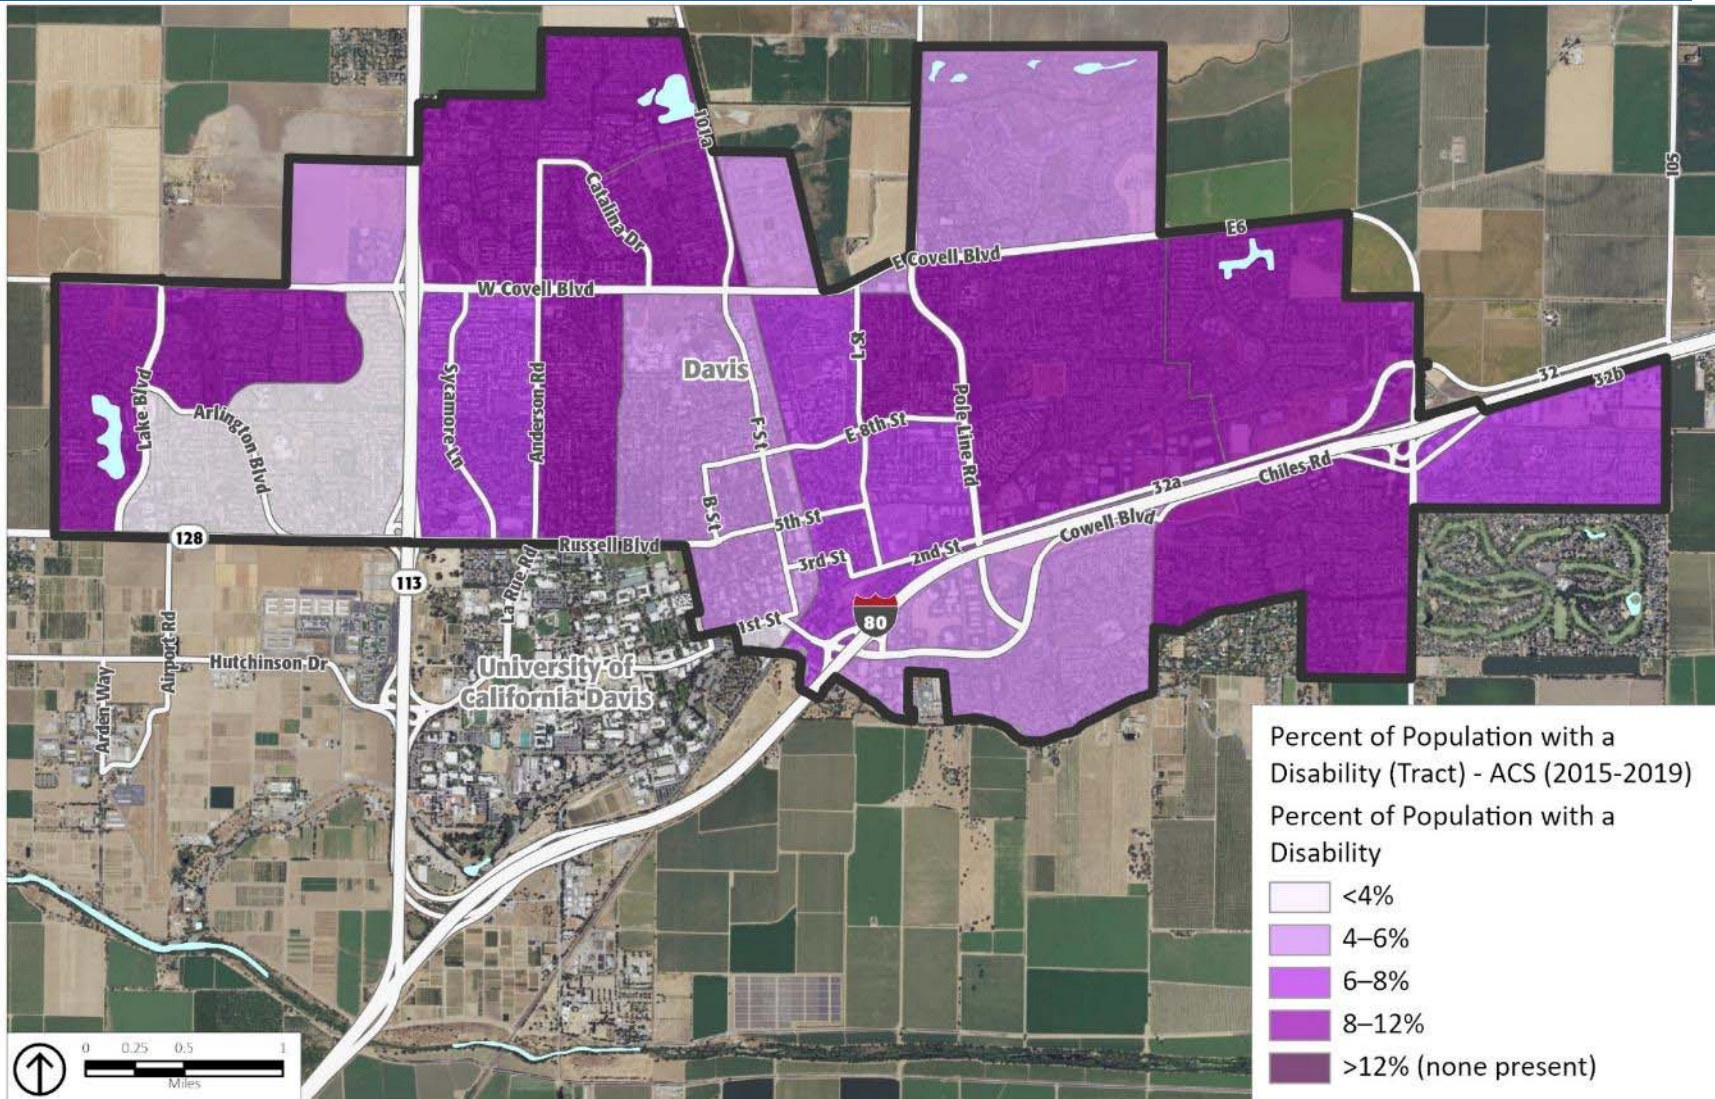 101a
105
Catalina Dr
E6
E Covell Blvd
W Covell Blvd
L St
Davis
32
32b
Lake Blvd
Arlington Blvd
Sycamore Ln
Anderson Rd
F St
E 8th St
Pole Line Rd
Chiles Rd
32a
B St
5th St
Cowell Blvd
128
Russell Blvd
3rd St
2nd St
113
La Rue Rd
1st St
80
Airport Rd
Hutchinson Dr
University of
California Davis
Arden Way
Percent of Population with a
Disability (Tract) - ACS (2015-2019)
Percent of Population with a
Disability
<4%
4–6%
6–8%
8–12%
>12% (none present)
0 0.25 0.5 1
Miles